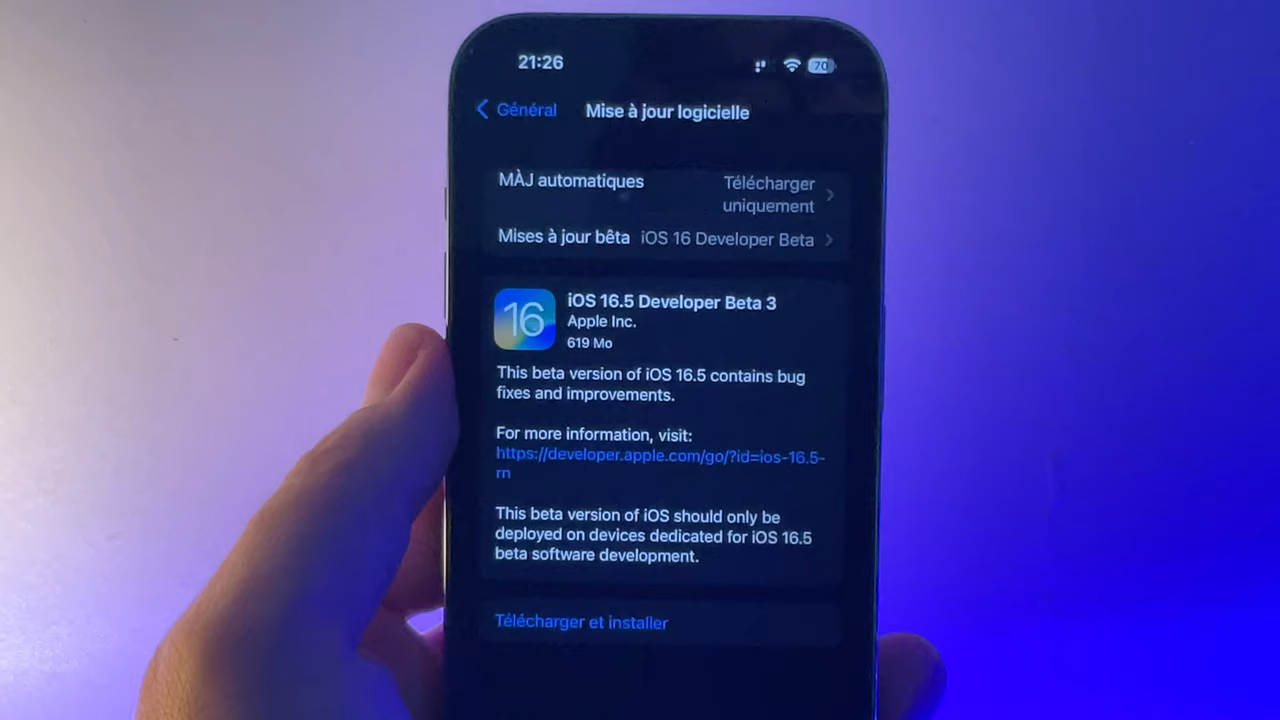 21:26
70
Général
Mise à jour logicielle
MÀJ automatiques
Télécharger
uniquement
Mises à jour bêta
iOS 16 Developer Beta
16
iOS 16.5 Developer Beta 3
Apple Inc.
619 Mo
This beta version of iOS 16.5 contains bug
fixes and improvements.
For more information, visit:
https://developer.apple.com/go/?id=ios-16.5-
rn
This beta version of iOS should only be
deployed on devices dedicated for iOS 16.5
beta software development.
Télécharger et installer